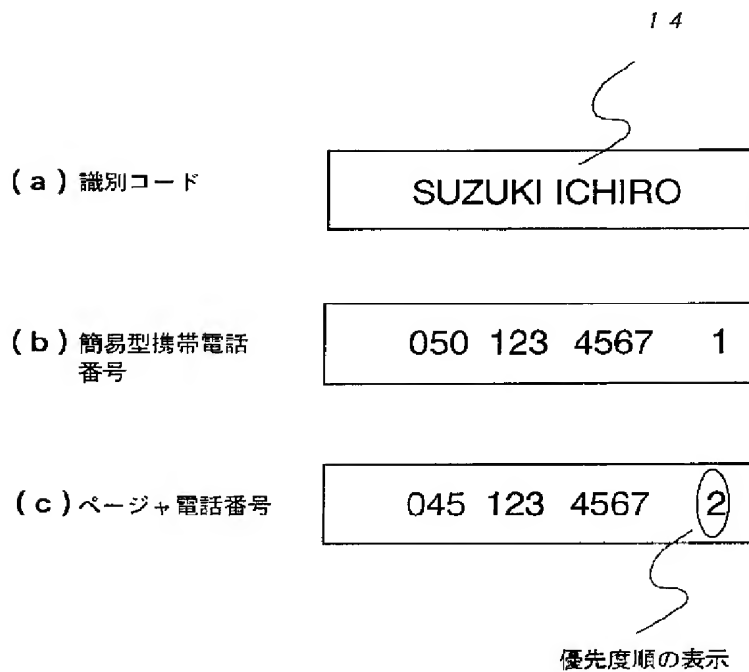 14
(a) 識別コード
SUZUKI ICHIRO
(b) 簡易型携帯電話
番号
050 123 4567 1
(c) ページャ電話番号
045 123 4567 2
優先度順の表示